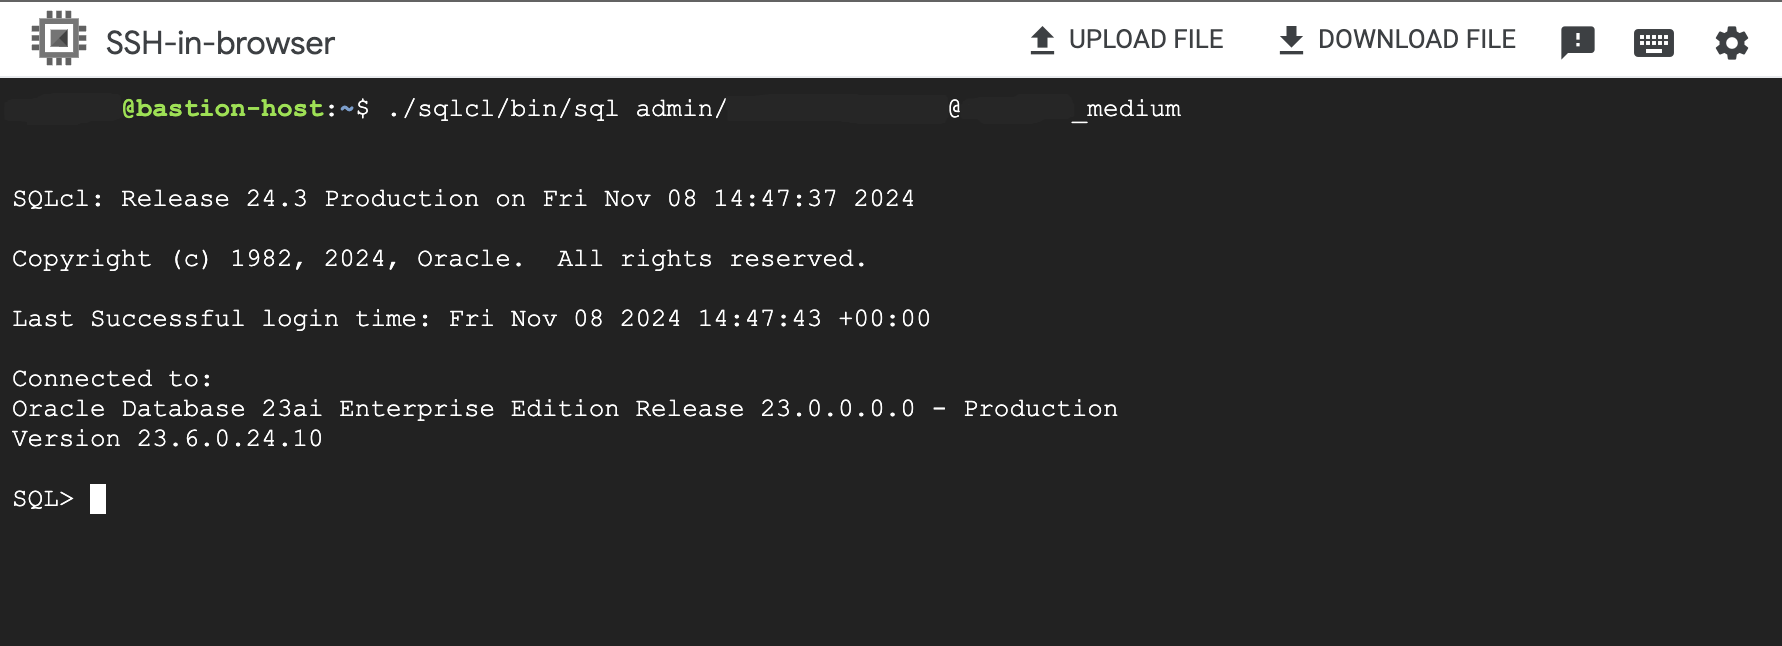 SSH-in-browser
UPLOAD FILE
DOWNLOAD FILE
@bastion-host:~$ ./sqlcl/bin/sql admin/ @ _medium
SQLcl: Release 24.3 Production on Fri Nov 08 14:47:37 2024
Copyright (c) 1982, 2024, Oracle.  All rights reserved.
Last Successful login time: Fri Nov 08 2024 14:47:43 +00:00
Connected to:
Oracle Database 23ai Enterprise Edition Release 23.0.0.0.0 - Production
Version 23.6.0.24.10
SQL>